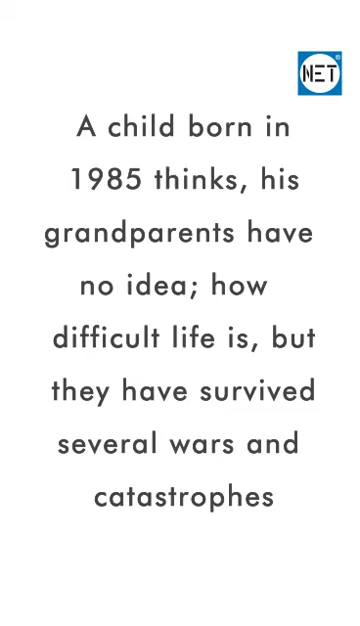 NET
A child born in
1985 thinks, his
grandparents have
no idea; how
difficult life is, but
they have survived
several wars and
catastrophes